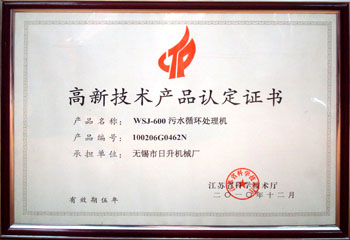 高新技术产品认定证书
产品名称： WSJ-600 污水循环处理机
产品编号： 100206G0462N
承担单位： 无锡市日升机械厂
江苏省科学技术厅
二〇一〇年十二月
有效期伍年